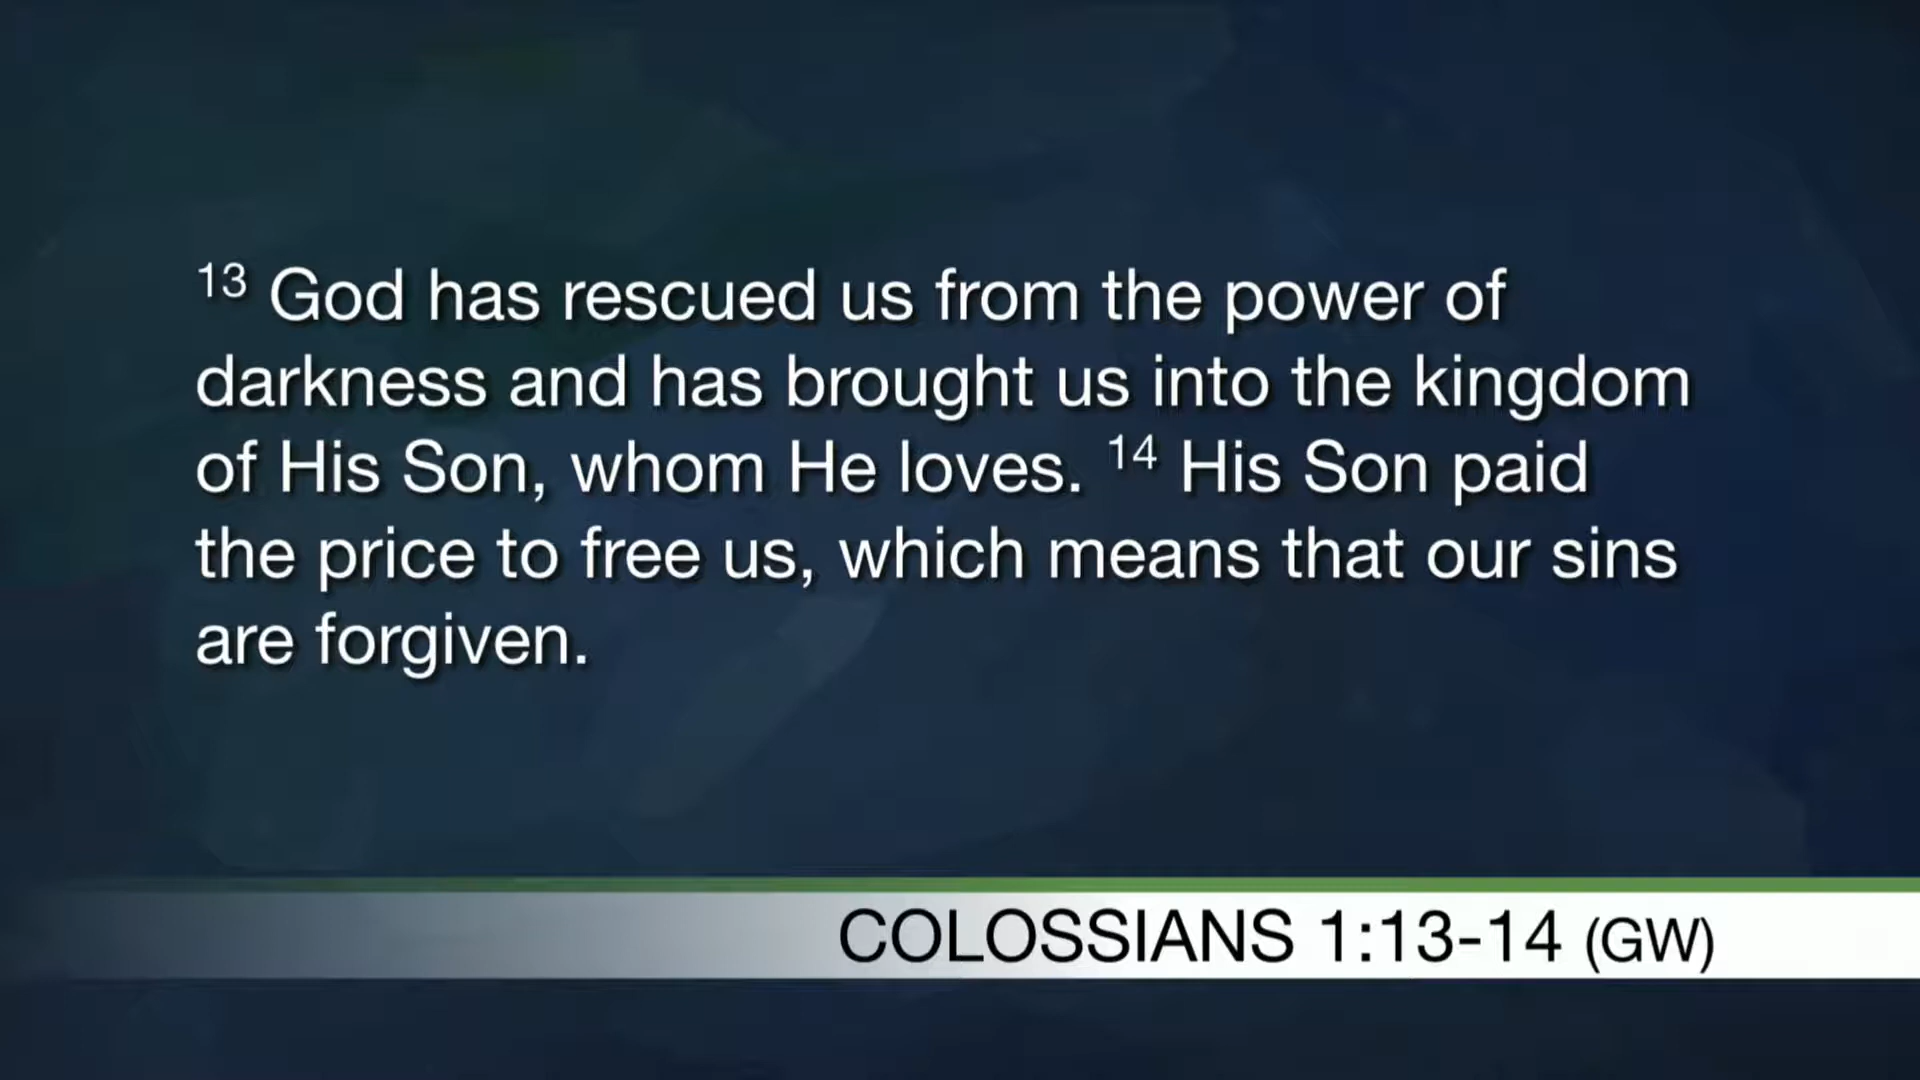 13 God has rescued us from the power of
darkness and has brought us into the kingdom
of His Son, whom He loves. 14 His Son paid
the price to free us, which means that our sins
are forgiven.
COLOSSIANS 1:13-14 (GW)